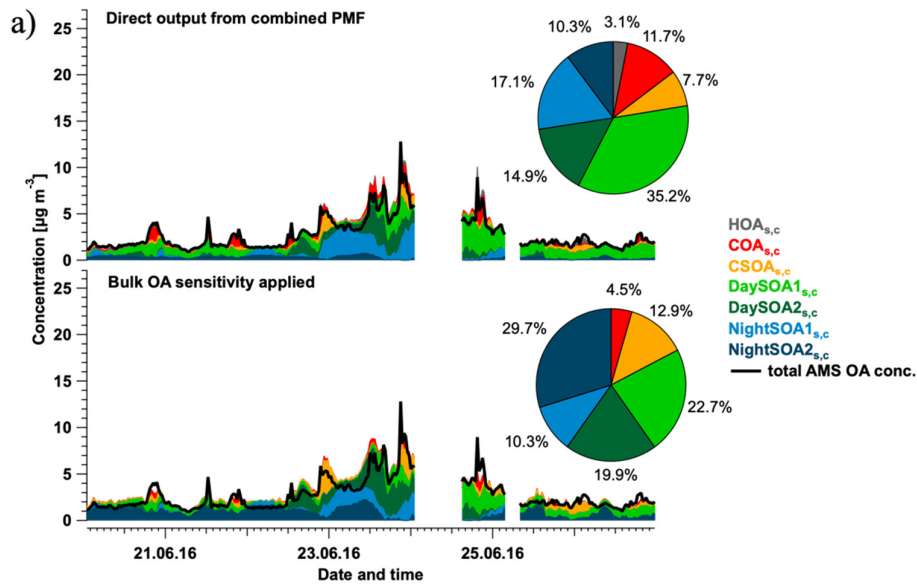 a)
Direct output from combined PMF
25
20
15
10
5
0
3.1%
11.7%
7.7%
35.2%
14.9%
17.1%
10.3%
Concentration [µg m⁻³]
HOAs,c
COAs,c
CSOAs,c
DaySOA1s,c
DaySOA2s,c
NightSOA1s,c
NightSOA2s,c
total AMS OA conc.
Bulk OA sensitivity applied
25
20
15
10
5
0
4.5%
12.9%
22.7%
19.9%
10.3%
29.7%
21.06.16
23.06.16
25.06.16
Date and time